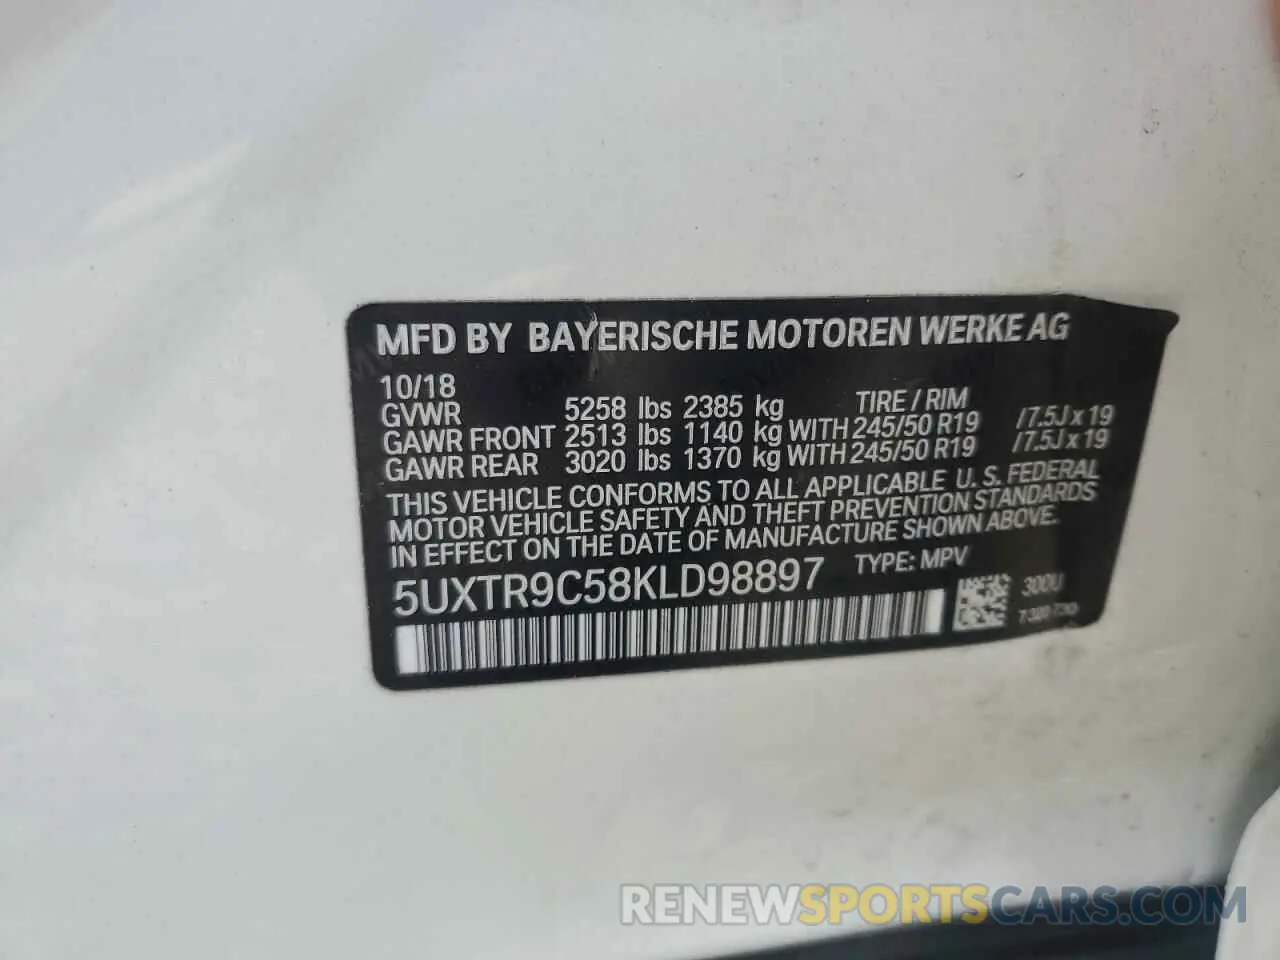 MFD BY BAYERISCHE MOTOREN WERKE AG
10/18 TIRE / RIM
GVWR 5258 lbs 2385 kg
GAWR FRONT 2513 lbs 1140 kg WITH 245/50 R19 /7.5J x 19
GAWR REAR 3020 lbs 1370 kg WITH 245/50 R19 /7.5J x 19
THIS VEHICLE CONFORMS TO ALL APPLICABLE U. S. FEDERAL
MOTOR VEHICLE SAFETY AND THEFT PREVENTION STANDARDS
IN EFFECT ON THE DATE OF MANUFACTURE SHOWN ABOVE.
5UXTR9C58KLD98897 TYPE: MPV
300U
RENEWSPORTSCARS.COM